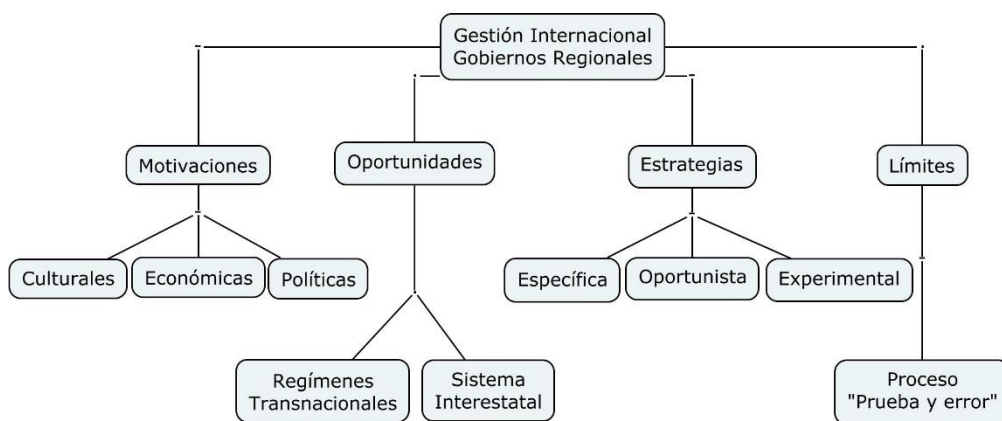 Gestión Internacional
Gobiernos Regionales
Motivaciones
Oportunidades
Estrategias
Límites
Culturales
Económicas
Políticas
Específica
Oportunista
Experimental
Regímenes
Transnacionales
Sistema
Interestatal
Proceso
"Prueba y error"